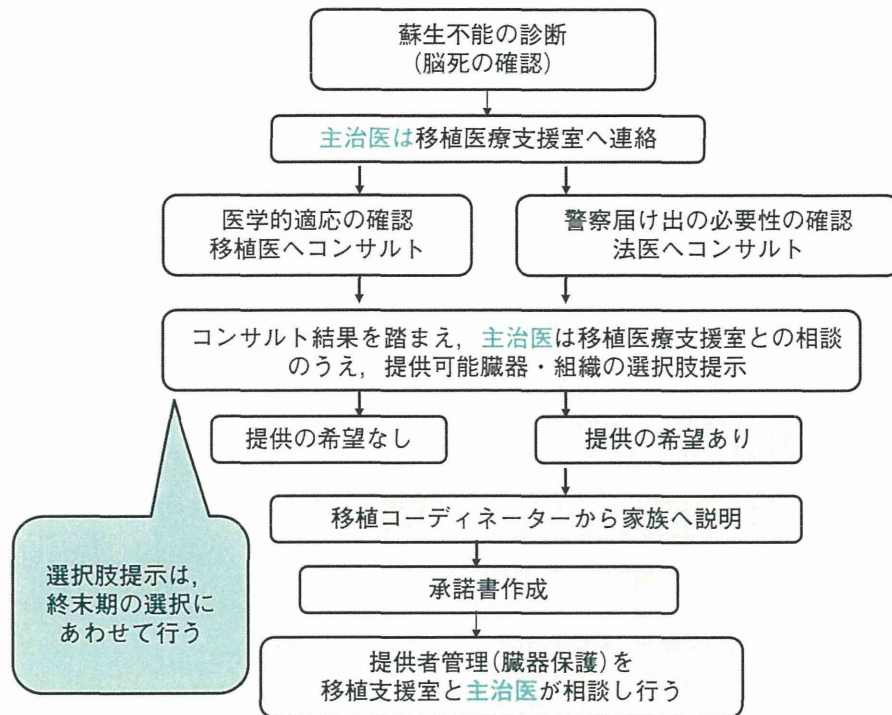 蘇生不能の診断
(脳死の確認)
主治医は移植医療支援室へ連絡
医学的適応の確認
移植医へコンサルト
警察届け出の必要性の確認
法医へコンサルト
コンサルト結果を踏まえ，主治医は移植医療支援室との相談
のうえ，提供可能臓器・組織の選択肢提示
提供の希望なし
提供の希望あり
移植コーディネーターから家族へ説明
選択肢提示は，
終末期の選択に
あわせて行う
承諾書作成
提供者管理(臓器保護)を
移植支援室と主治医が相談し行う